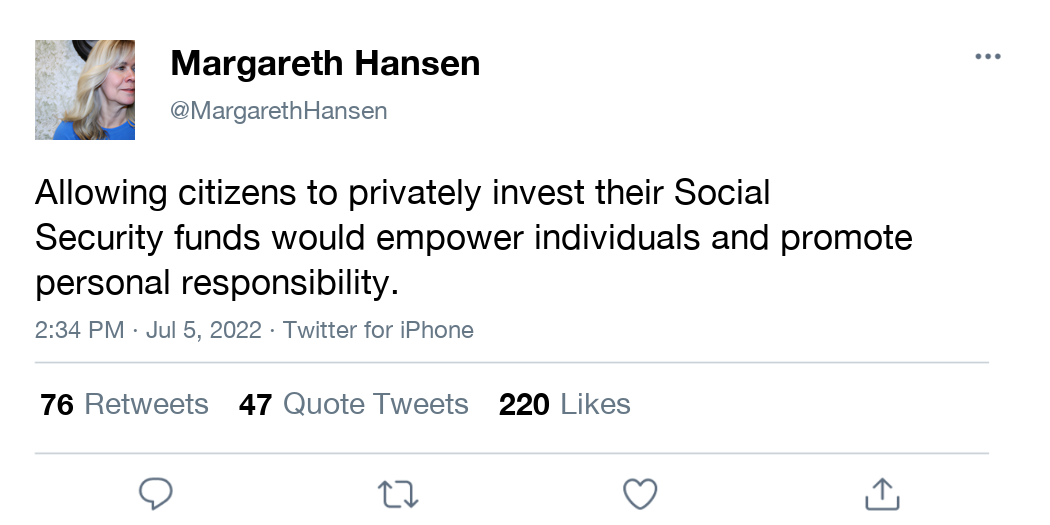 Margareth Hansen
@MargarethHansen
Allowing citizens to privately invest their Social
Security funds would empower individuals and promote
personal responsibility.
2:34 PM · Jul 5, 2022 · Twitter for iPhone
76 Retweets 47 Quote Tweets 220 Likes